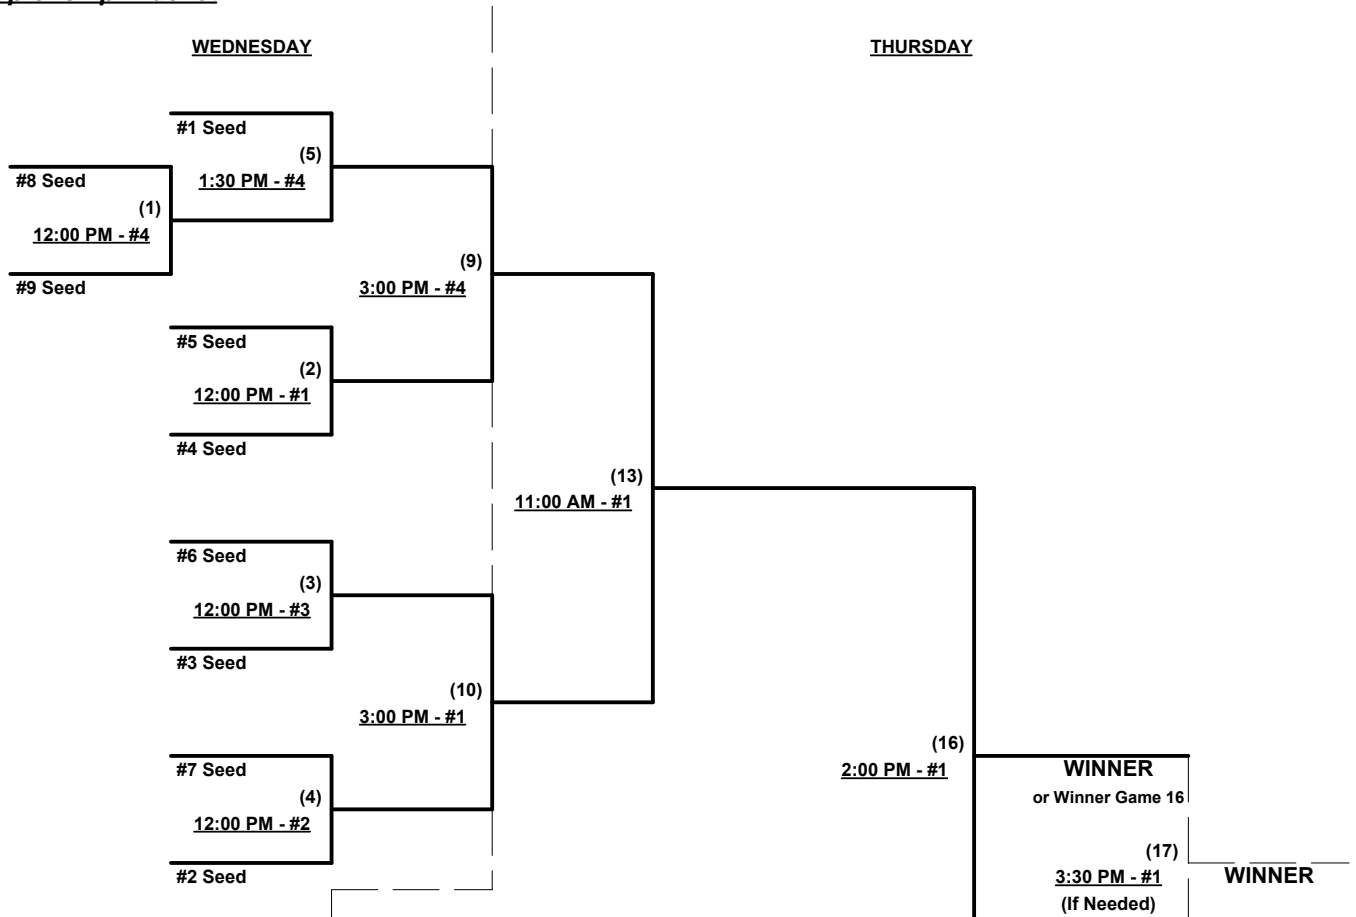 WEDNESDAY
THURSDAY
#1 Seed
(5)
1:30 PM - #4
#8 Seed
(1)
12:00 PM - #4
#9 Seed
(9)
3:00 PM - #4
#5 Seed
(2)
12:00 PM - #1
#4 Seed
(13)
11:00 AM - #1
#6 Seed
(3)
12:00 PM - #3
#3 Seed
(10)
3:00 PM - #1
#7 Seed
(4)
12:00 PM - #2
#2 Seed
(16)
2:00 PM - #1
WINNER
or Winner Game 16
(17)
3:30 PM - #1
(If Needed)
WINNER